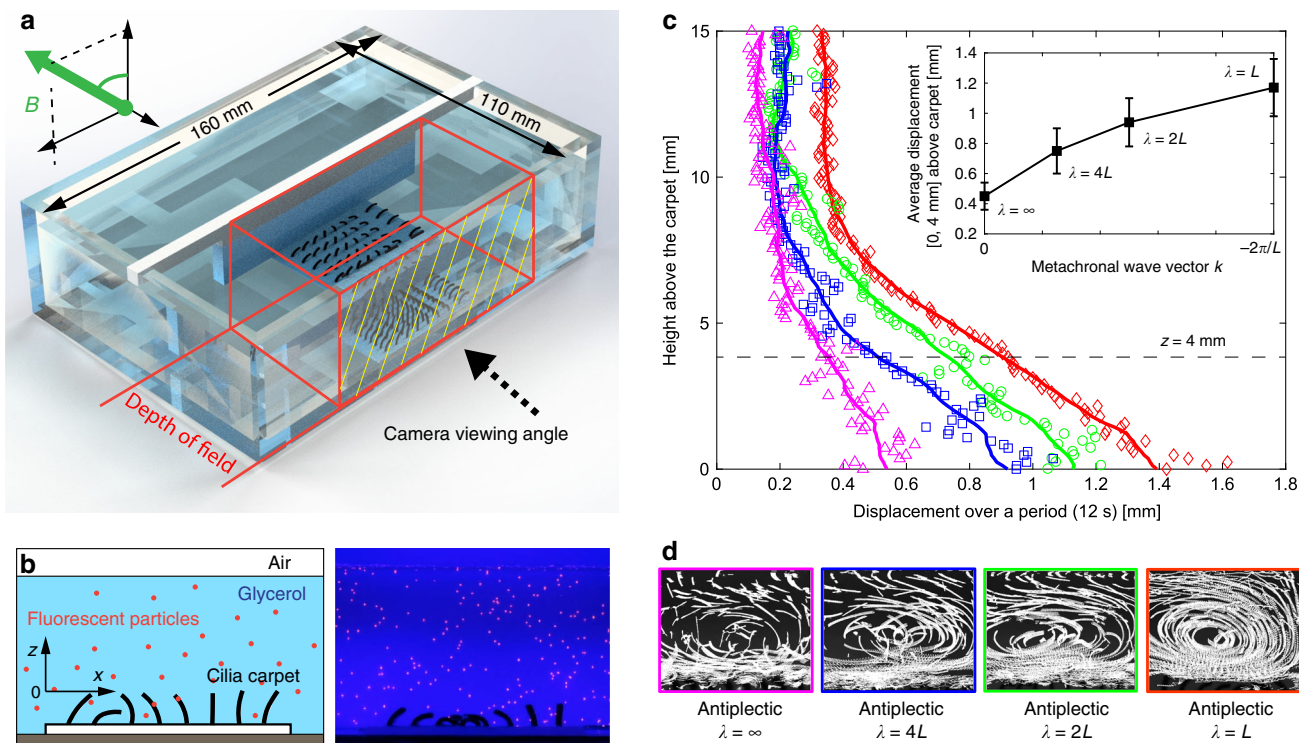 a
B
160 mm
110 mm
Depth of field
Camera viewing angle
b
Air
Glycerol
Fluorescent particles
z
x
0
Cilia carpet
c
Height above the carpet [mm]
15
10
5
0
0
0.2
0.4
0.6
0.8
1.0
1.2
1.4
1.6
1.8
Displacement over a period (12 s) [mm]
z = 4 mm
Average displacement
[0, 4 mm] above carpet [mm]
1.4
1.2
1.0
0.8
0.6
0.4
0.2
0
−2π/L
Metachronal wave vector k
λ = ∞
λ = 4L
λ = 2L
λ = L
d
Antiplectic
λ = ∞
Antiplectic
λ = 4L
Antiplectic
λ = 2L
Antiplectic
λ = L